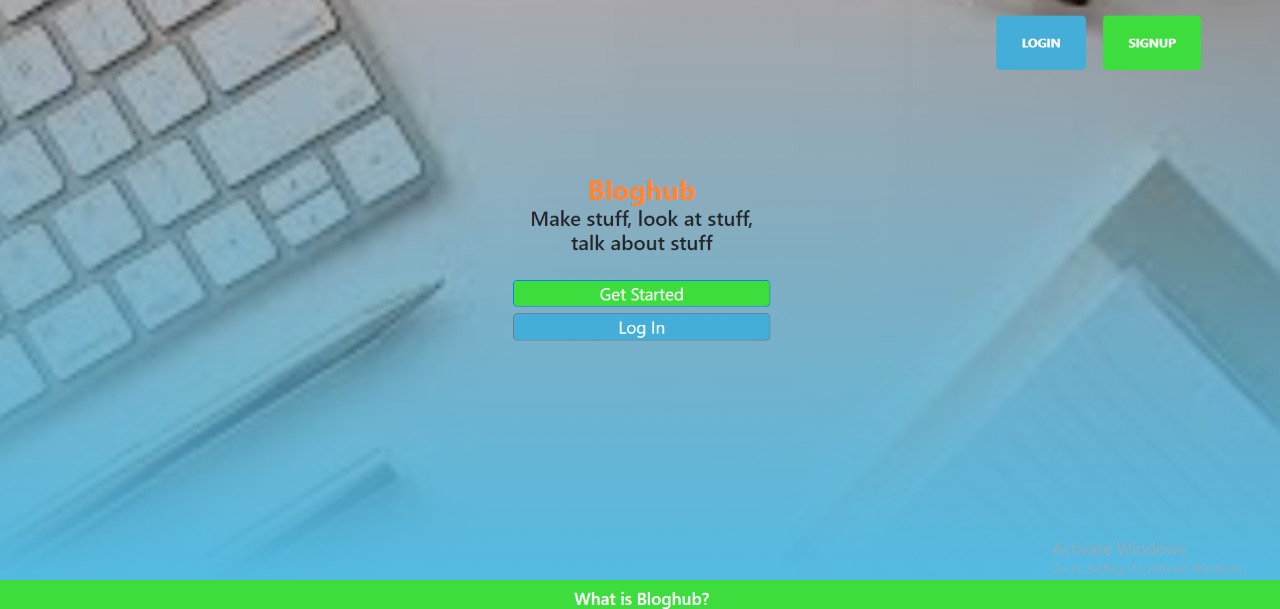 LOGIN
SIGNUP
Bloghub
Make stuff, look at stuff,
talk about stuff
Get Started
Log In
Activate Windows
Go to Settings to activate Windows.
What is Bloghub?